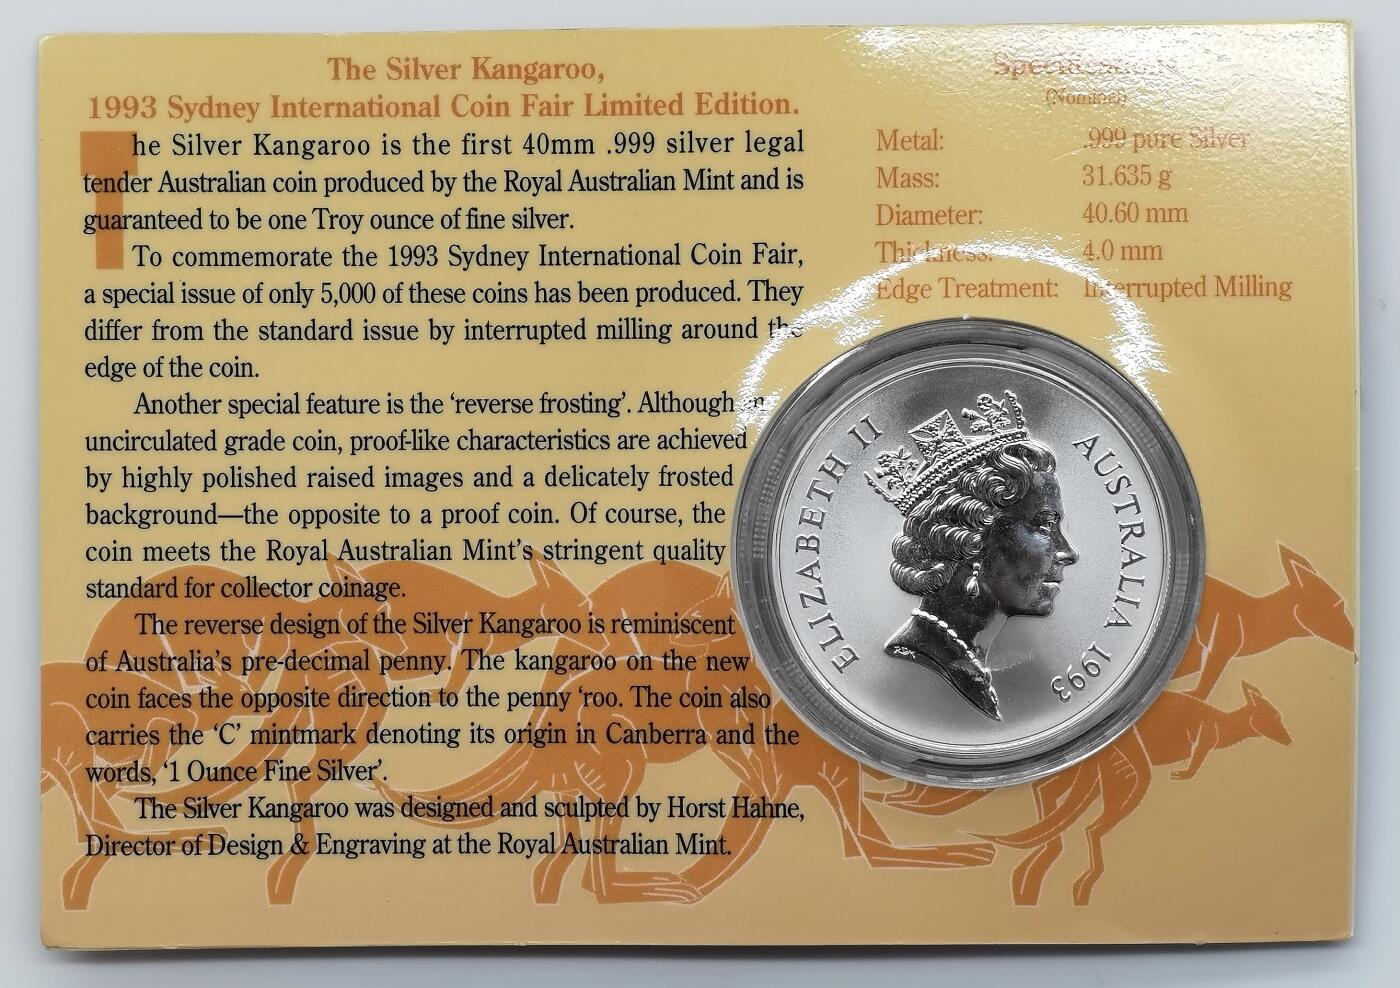 The Silver Kangaroo,
1993 Sydney International Coin Fair Limited Edition.
The Silver Kangaroo is the first 40mm .999 silver legal
tender Australian coin produced by the Royal Australian Mint and is
guaranteed to be one Troy ounce of fine silver.
To commemorate the 1993 Sydney International Coin Fair,
a special issue of only 5,000 of these coins has been produced. They
differ from the standard issue by interrupted milling around the
edge of the coin.
Another special feature is the ‘reverse frosting’. Although
uncirculated grade coin, proof-like characteristics are achieved
by highly polished raised images and a delicately frosted
background—the opposite to a proof coin. Of course, the
coin meets the Royal Australian Mint’s stringent quality
standard for collector coinage.
The reverse design of the Silver Kangaroo is reminiscent
of Australia’s pre-decimal penny. The kangaroo on the new
coin faces the opposite direction to the penny ‘roo. The coin also
carries the ‘C’ mintmark denoting its origin in Canberra and the
words, ‘1 Ounce Fine Silver’.
The Silver Kangaroo was designed and sculpted by Horst Hahne,
Director of Design & Engraving at the Royal Australian Mint.
Specifications
(Nominal)
Metal: .999 pure Silver
Mass: 31.635 g
Diameter: 40.60 mm
Thickness: 4.0 mm
Edge Treatment: Interrupted Milling
ELIZABETH II
AUSTRALIA 1993
RDM